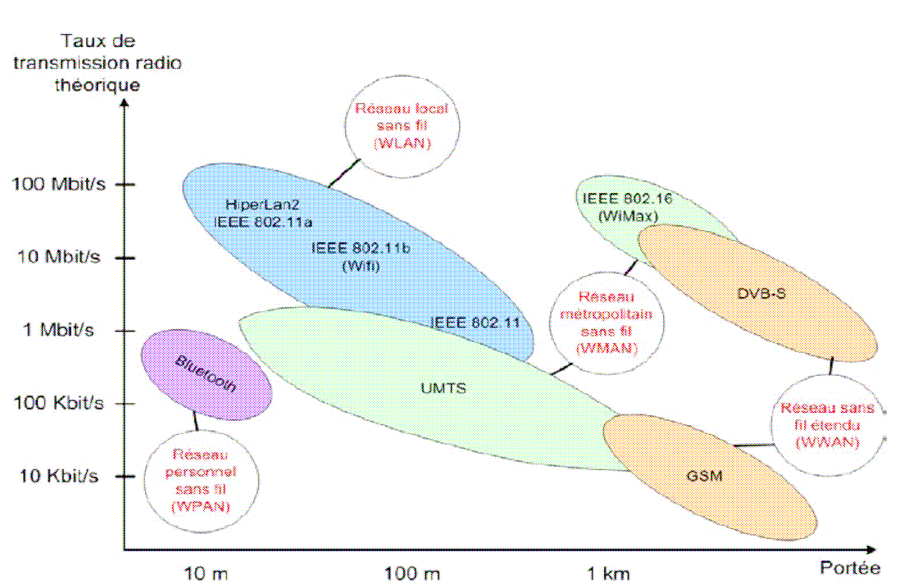 Taux de
transmission radio
théorique
Réseau local
sans fil
(WLAN)
100 Mbit/s
HiperLan2
IEEE 802.11a
IEEE 802.16
(WiMax)
10 Mbit/s
IEEE 802.11b
(Wifi)
DVB-S
Réseau
métropolitain
sans fil
(WMAN)
1 Mbit/s
IEEE 802.11
Bluetooth
UMTS
100 Kbit/s
Réseau sans
fil étendu
(WWAN)
Réseau
personnel
sans fil
(WPAN)
10 Kbit/s
GSM
10 m
100 m
1 km
Portée